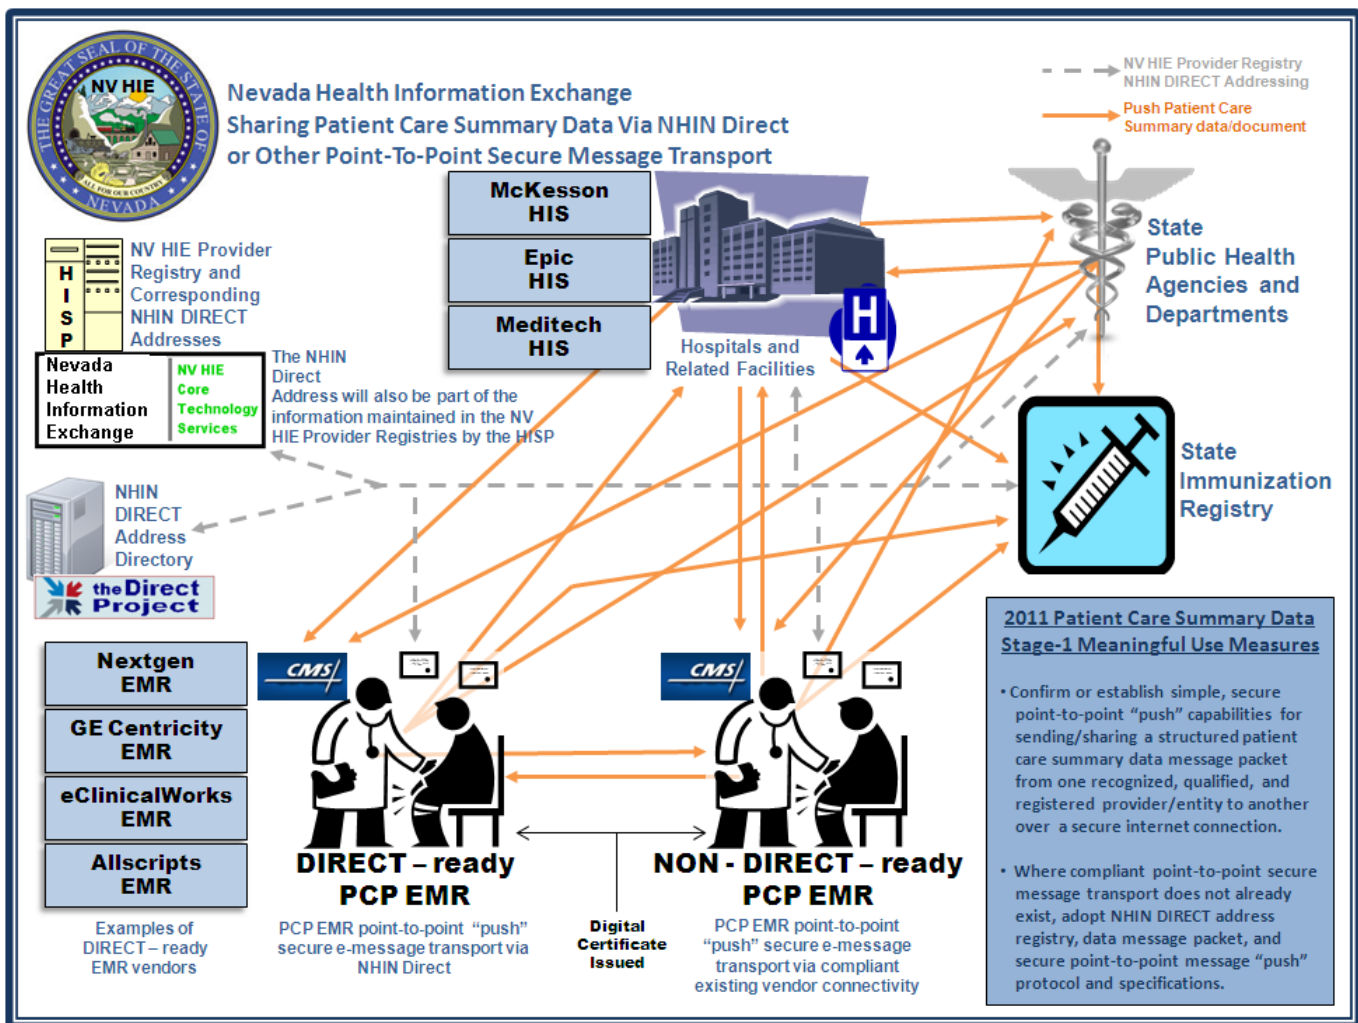 THE GREAT SEAL OF THE STATE OF
NEVADA
NV HIE
ALL FOR OUR COUNTRY
Nevada Health Information Exchange
Sharing Patient Care Summary Data Via NHIN Direct
or Other Point-To-Point Secure Message Transport
NV HIE Provider Registry
NHIN DIRECT Addressing
Push Patient Care
Summary data/document
McKesson
HIS
Epic
HIS
Meditech
HIS
H
Hospitals and
Related Facilities
State
Public Health
Agencies and
Departments
H
I
S
P
NV HIE Provider
Registry and
Corresponding
NHIN DIRECT
Addresses
Nevada
Health
Information
Exchange
NV HIE
Core
Technology
Services
The NHIN
Direct
Address will also be part of the
information maintained in the NV
HIE Provider Registries by the HISP
State
Immunization
Registry
NHIN
DIRECT
Address
Directory
theDirect
Project
Nextgen
EMR
GE Centricity
EMR
eClinicalWorks
EMR
Allscripts
EMR
Examples of
DIRECT – ready
EMR vendors
CMS
DIRECT – ready
PCP EMR
PCP EMR point-to-point “push”
secure e-message transport via
NHIN Direct
Digital
Certificate
Issued
CMS
NON - DIRECT – ready
PCP EMR
PCP EMR point-to-point
“push” secure e-message
transport via compliant
existing vendor connectivity
2011 Patient Care Summary Data
Stage-1 Meaningful Use Measures
• Confirm or establish simple, secure
point-to-point “push” capabilities for
sending/sharing a structured patient
care summary data message packet
from one recognized, qualified, and
registered provider/entity to another
over a secure internet connection.
• Where compliant point-to-point secure
message transport does not already
exist, adopt NHIN DIRECT address
registry, data message packet, and
secure point-to-point message “push”
protocol and specifications.